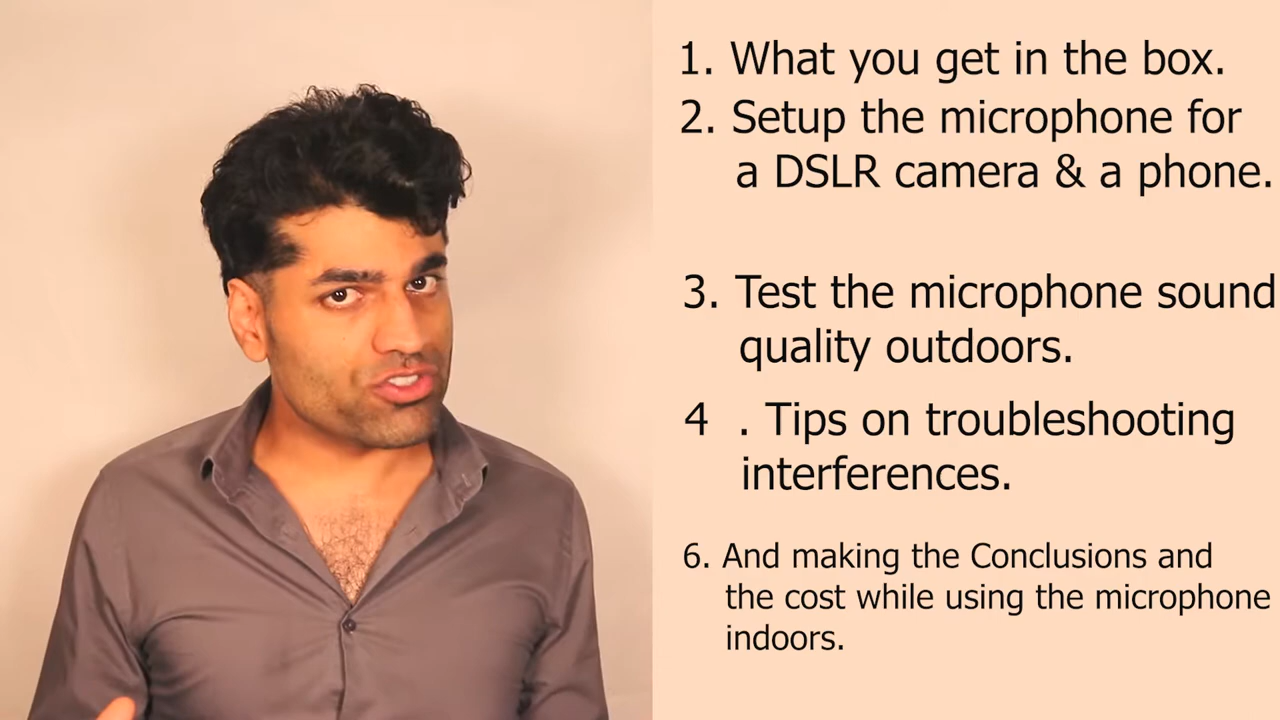 1. What you get in the box.
2. Setup the microphone for
a DSLR camera & a phone.
3. Test the microphone sound
quality outdoors.
4 . Tips on troubleshooting
interferences.
6. And making the Conclusions and
the cost while using the microphone
indoors.